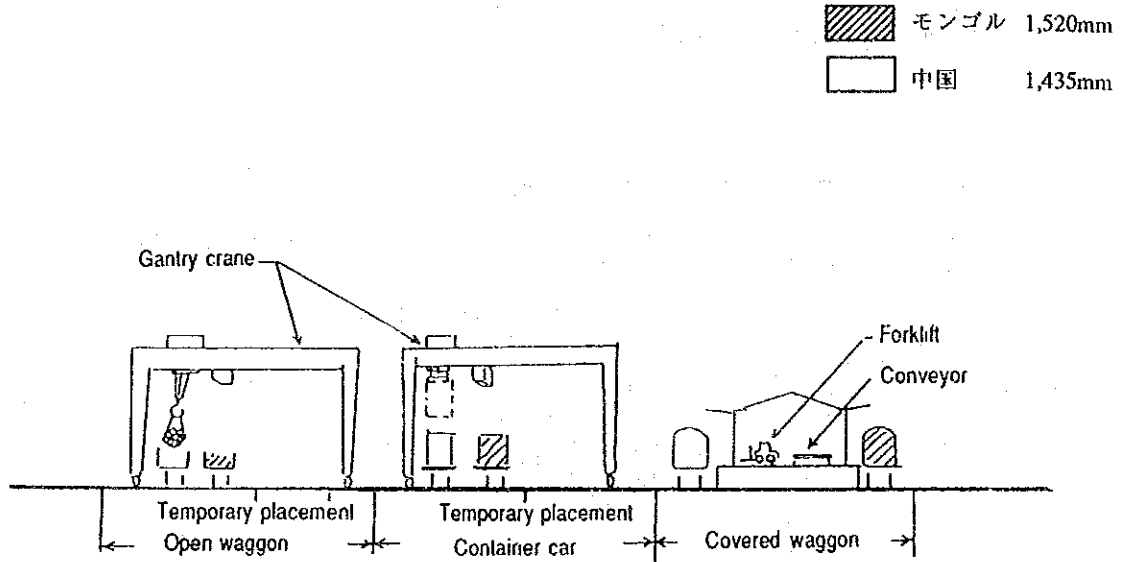 モンゴル 1,520mm
中国 1,435mm
Gantry crane
Forklift
Conveyor
Temporary placement
Open waggon
Temporary placement
Container car
Covered waggon